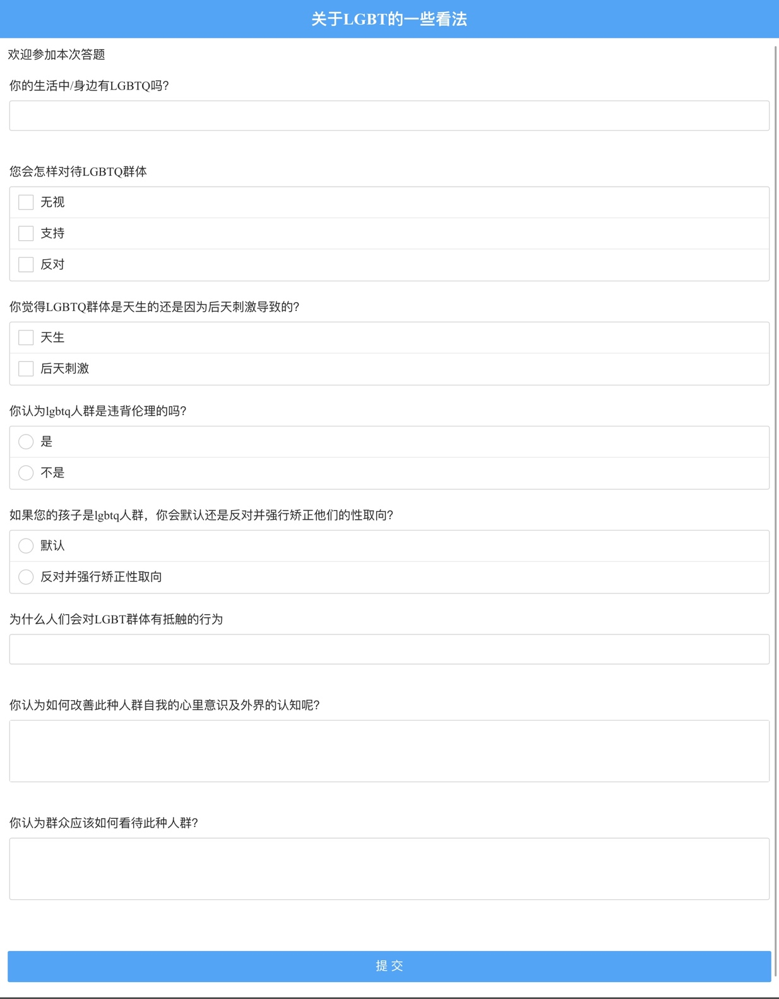 关于LGBT的一些看法
欢迎参加本次答题
你的生活中/身边有LGBTQ吗?
您会怎样对待LGBTQ群体
无视
支持
反对
你觉得LGBTQ群体是天生的还是因为后天刺激导致的?
天生
后天刺激
你认为lgbtq人群是违背伦理的吗?
是
不是
如果您的孩子是lgbtq人群，你会默认还是反对并强行矫正他们的性取向?
默认
反对并强行矫正性取向
为什么人们会对LGBT群体有抵触的行为
你认为如何改善此种人群自我的心里意识及外界的认知呢?
你认为群众应该如何看待此种人群?
提 交